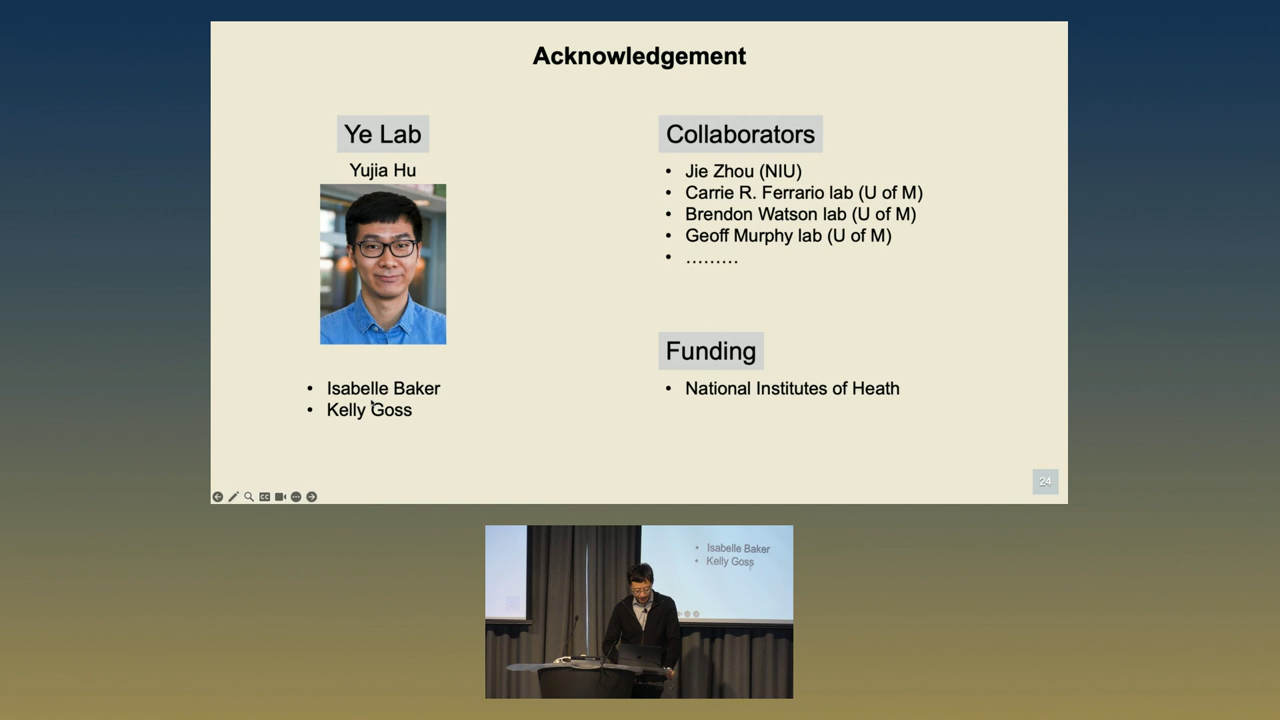 Acknowledgement
Ye Lab
Yujia Hu
Isabelle Baker
Kelly Goss
Collaborators
Jie Zhou (NIU)
Carrie R. Ferrario lab (U of M)
Brendon Watson lab (U of M)
Geoff Murphy lab (U of M)
………
Funding
National Institutes of Heath
24
CC
Isabelle Baker
Kelly Goss